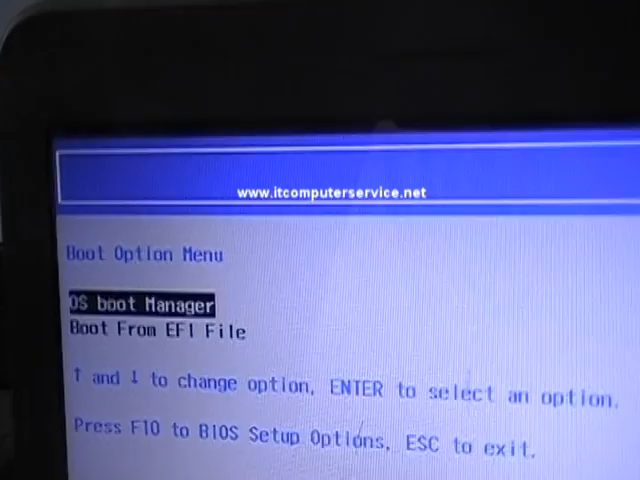 www.itcomputerservice.net
Boot Option Menu
OS boot Manager
Boot From EFI File
↑ and ↓ to change option, ENTER to select an option.
Press F10 to BIOS Setup Options, ESC to exit.